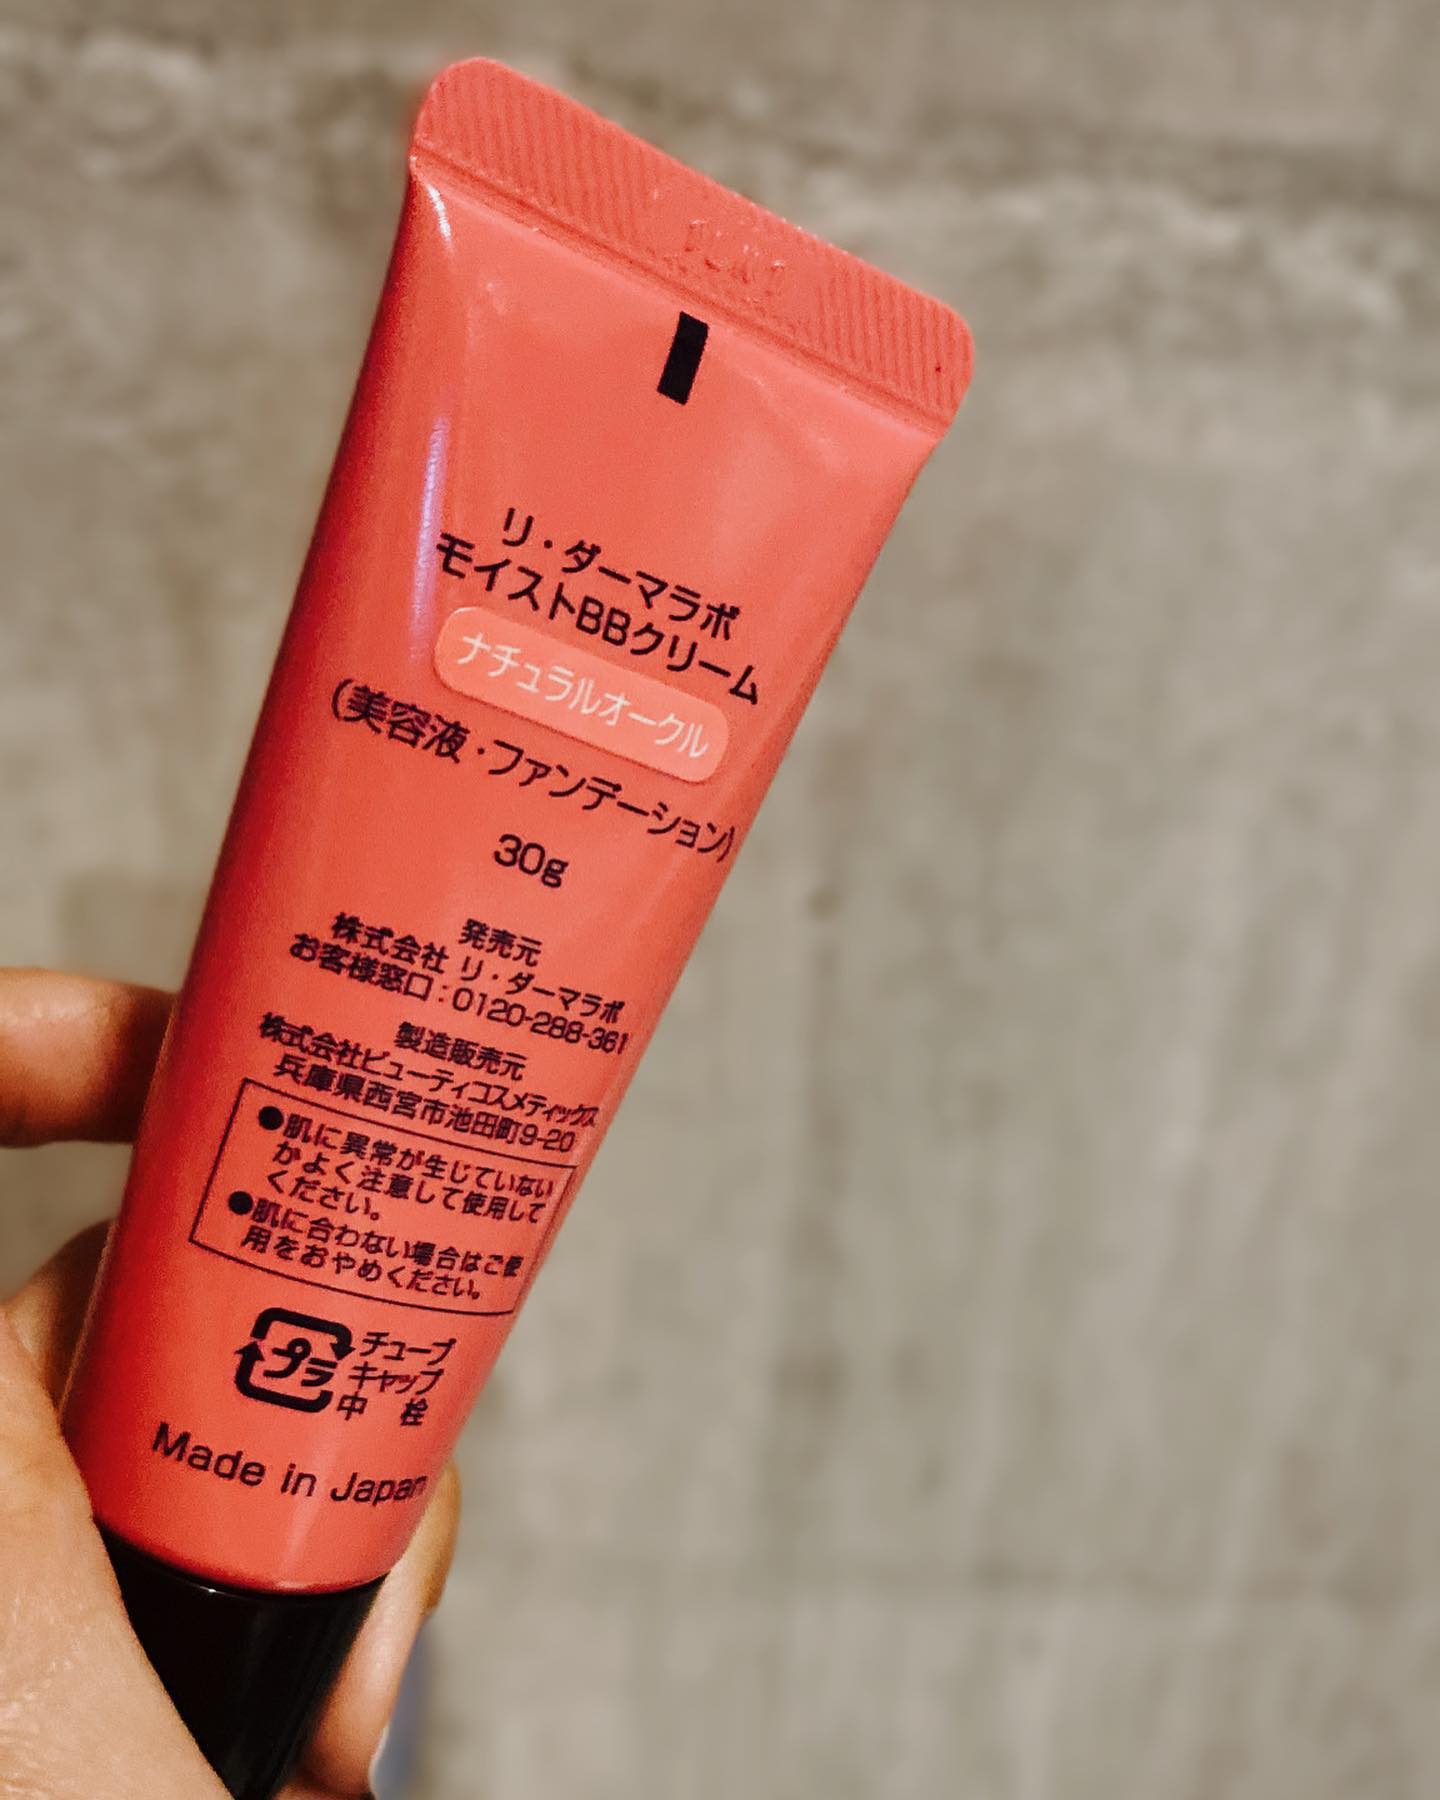 リ・ダーマラボ
モイストBBクリーム
ナチュラルオークル
(美容液・ファンデーション)
30g
発売元
株式会社 リ・ダーマラボ
お客様窓口:0120-288-361
製造販売元
株式会社ビューティコスメティックス
兵庫県西宮市池田町9-20
●肌に異常が生じていない
かよく注意して使用して
ください。
●肌に合わない場合はご使
用をおやめください。
プラ
チューブ
キャップ
中 栓
Made in Japan